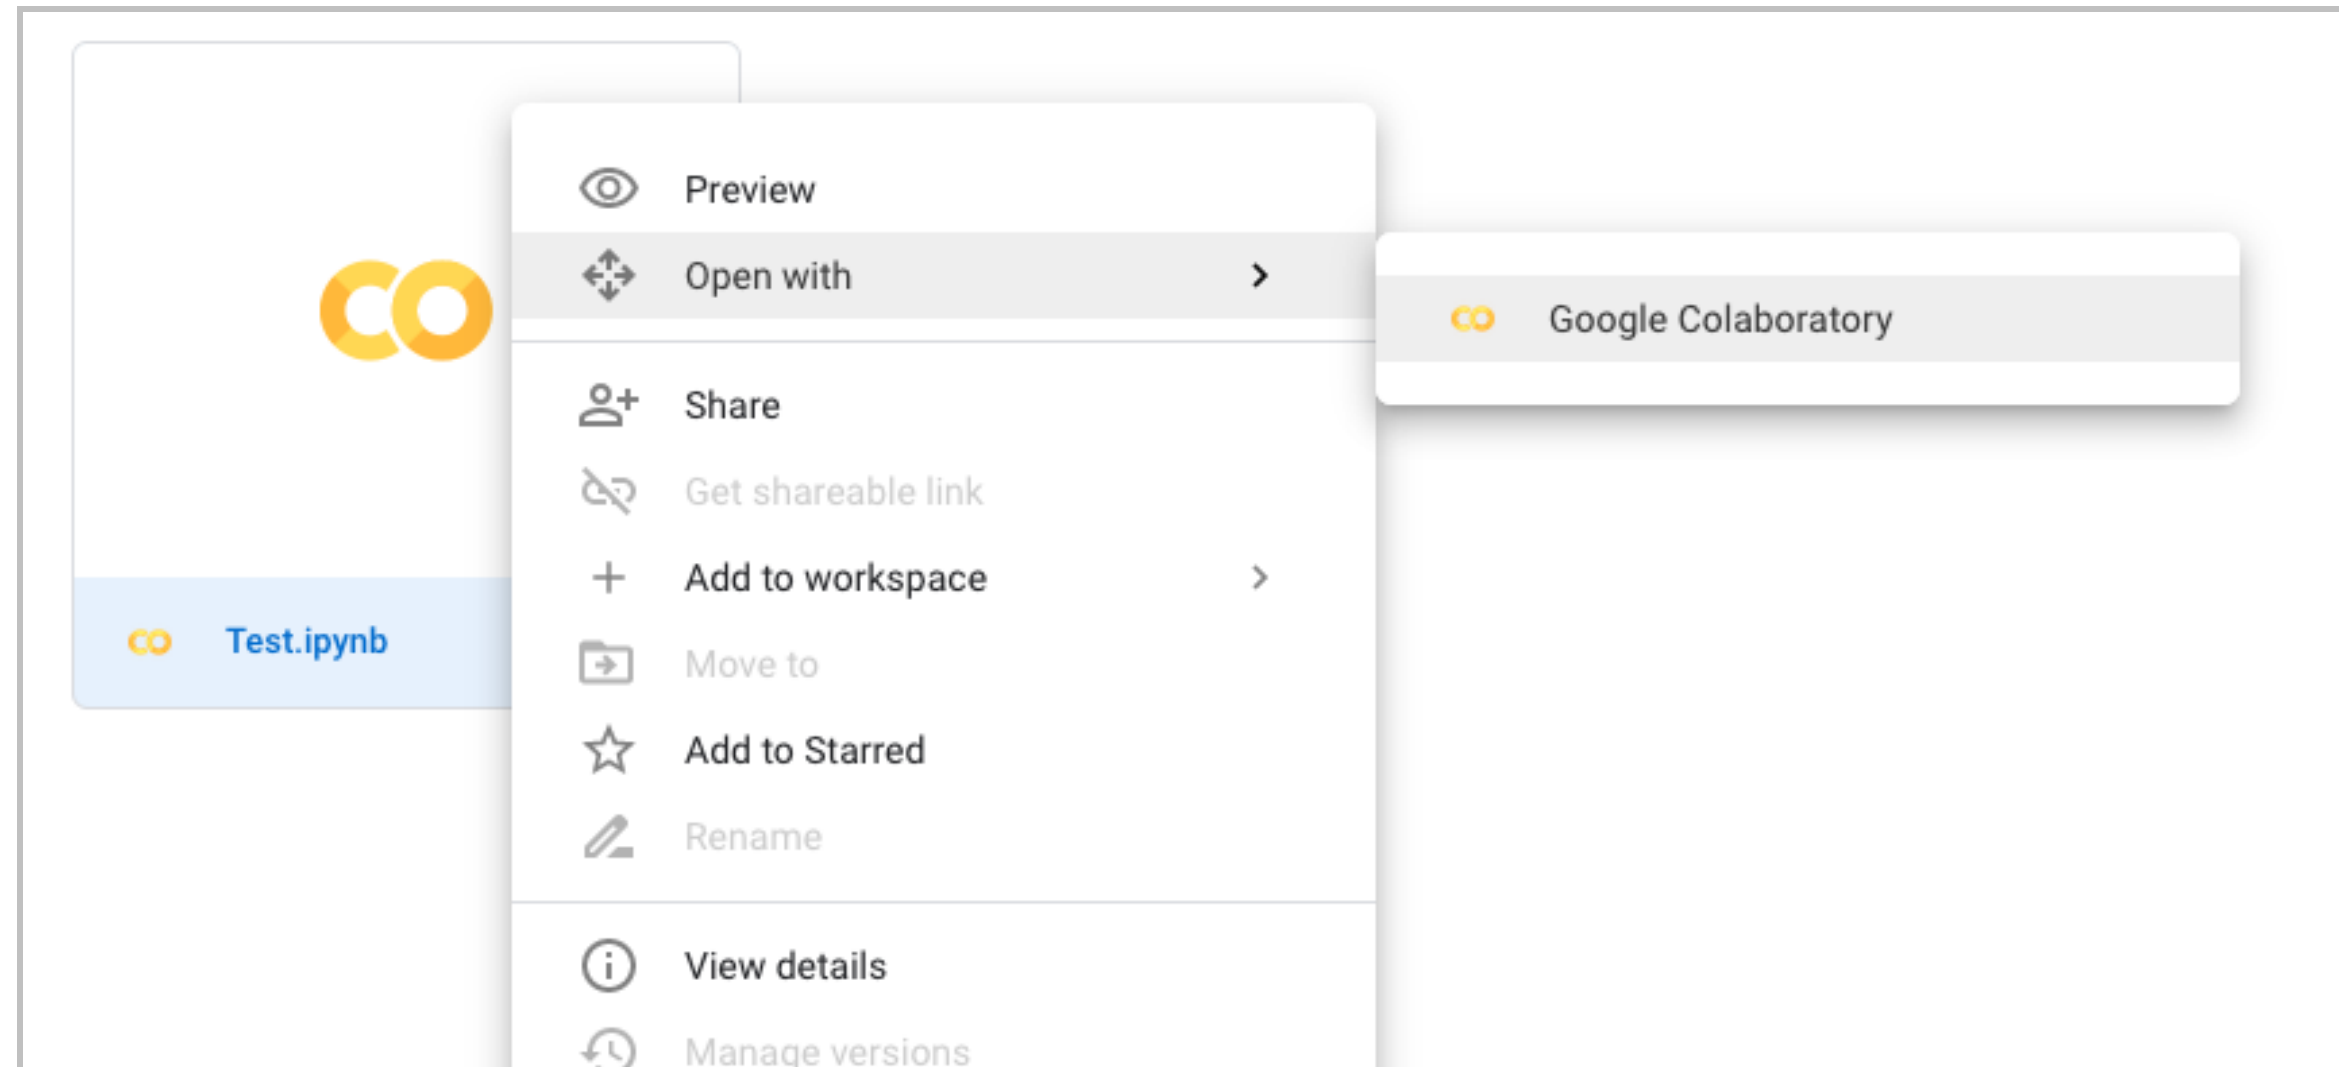 Preview
Open with
Google Colaboratory
Share
Get shareable link
Add to workspace
Test.ipynb
Move to
Add to Starred
Rename
View details
Manage versions